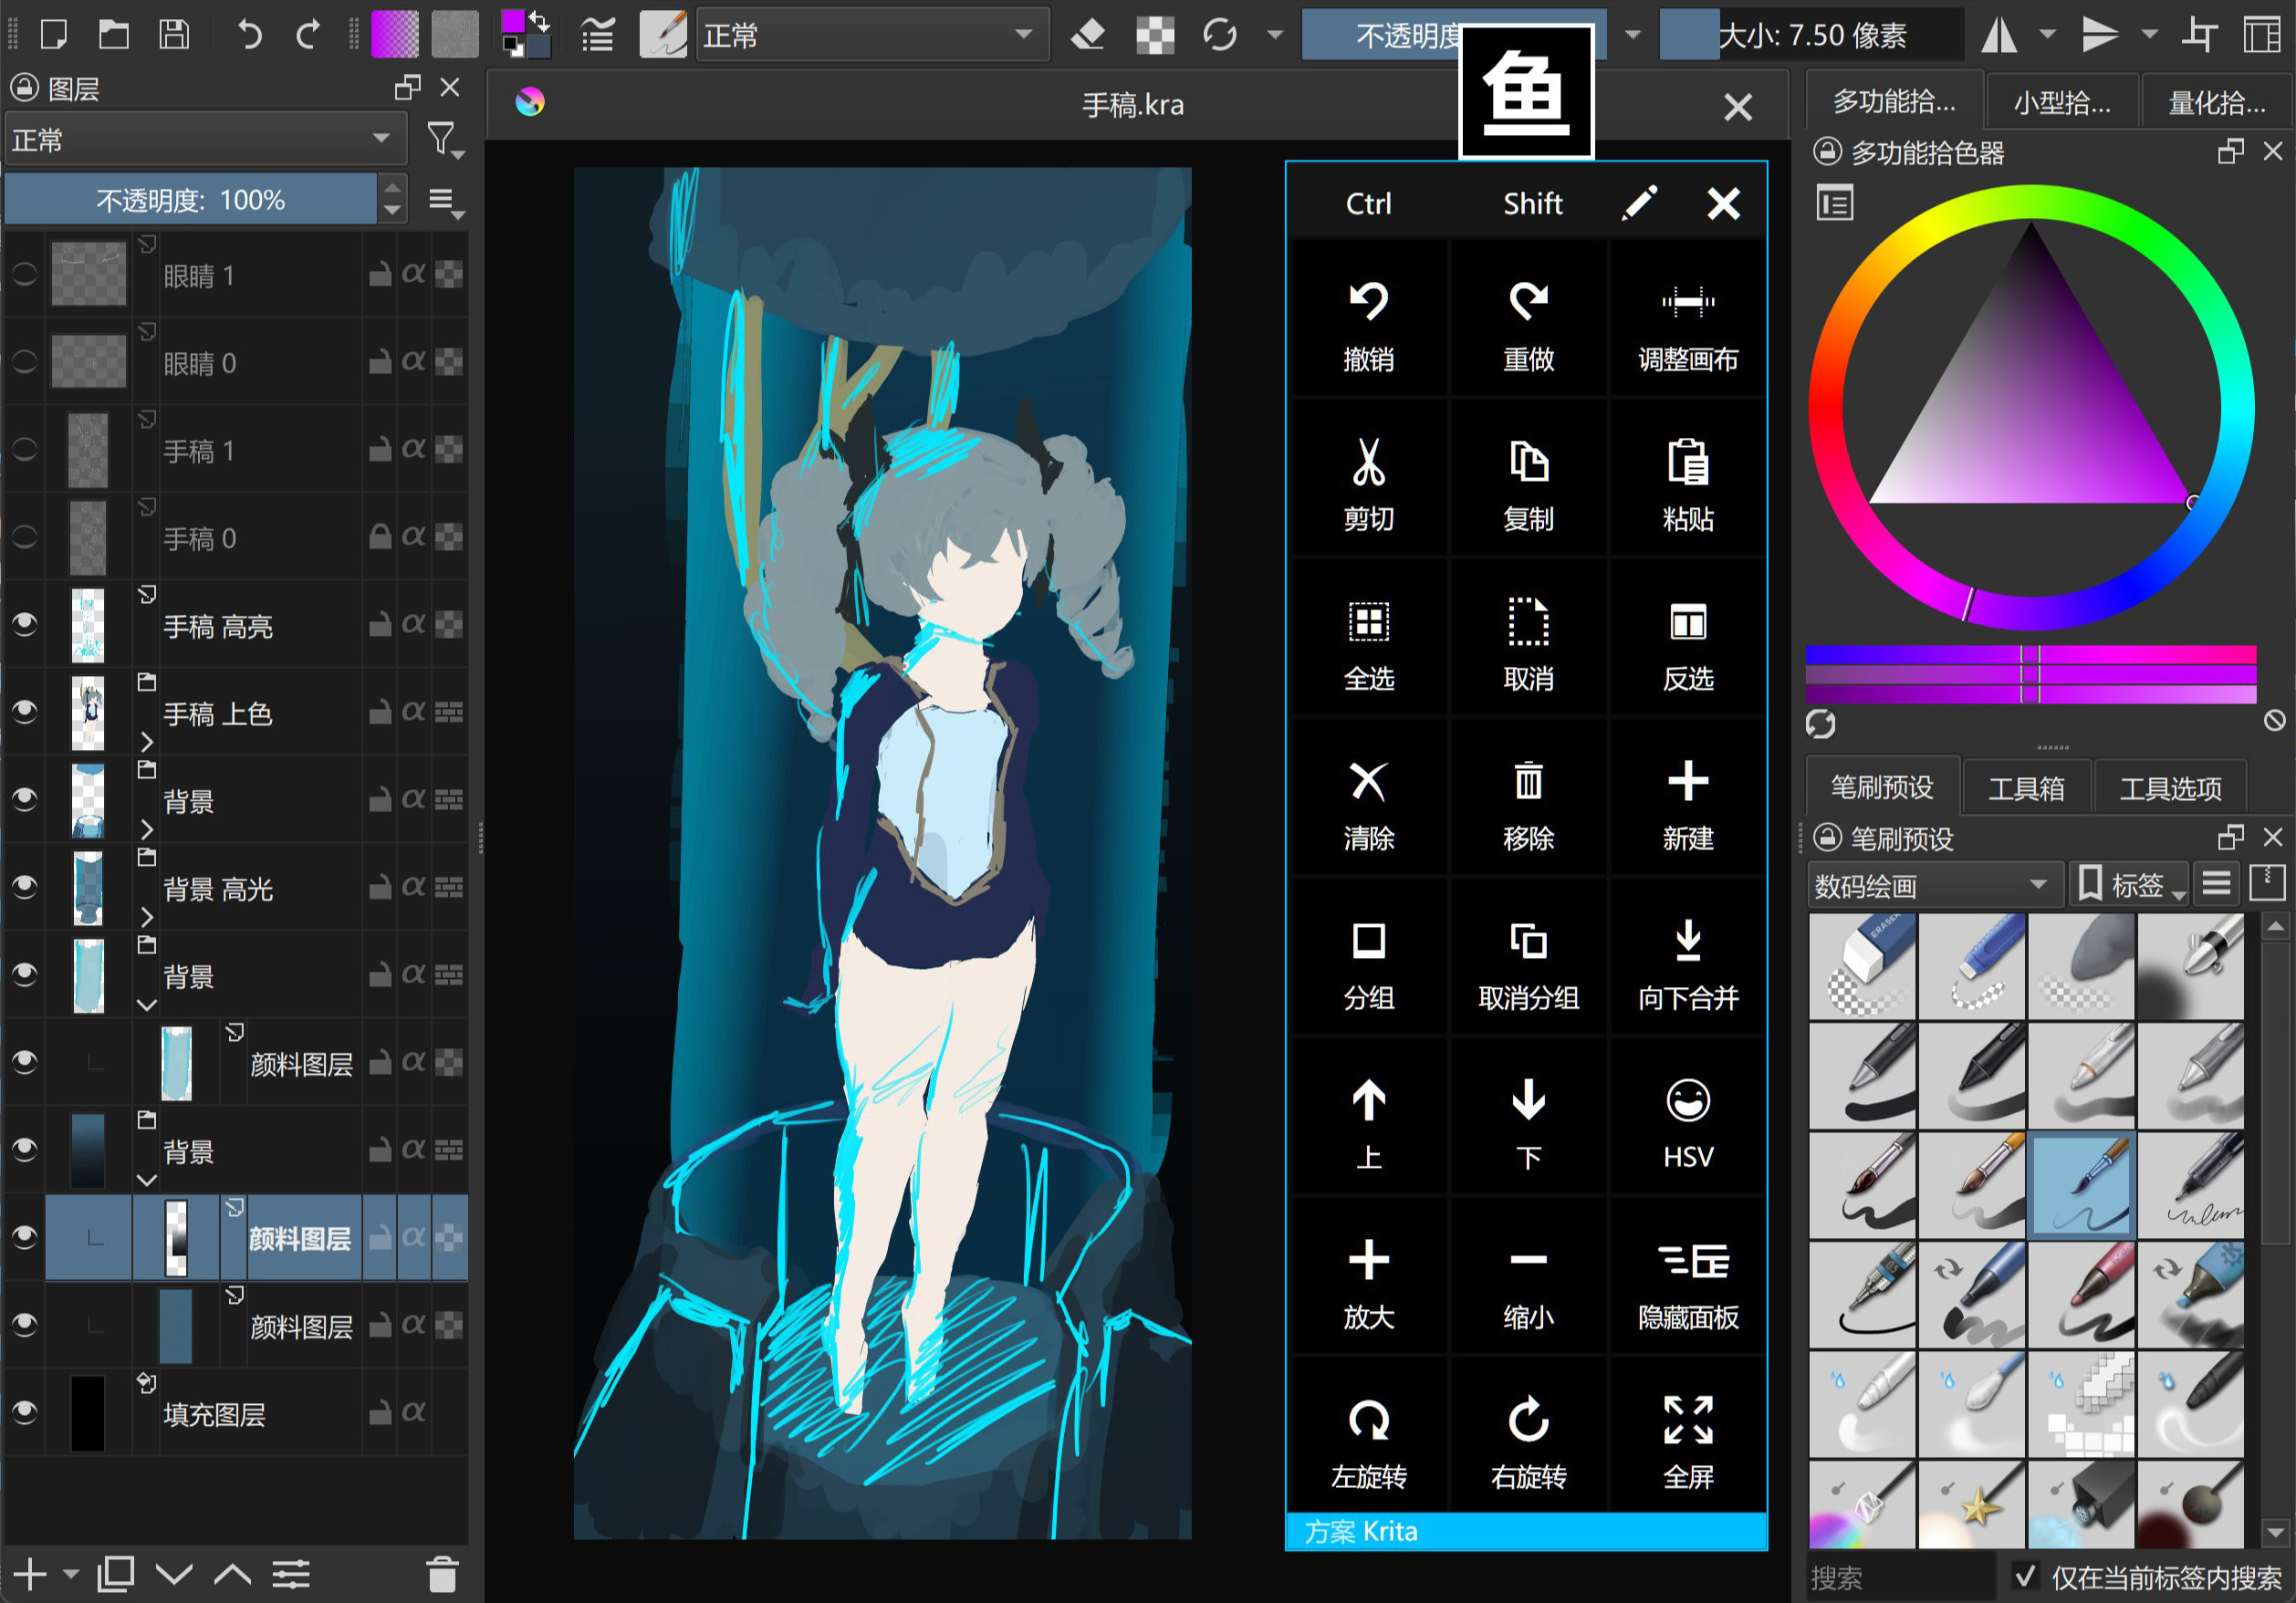 正常
不透明度
大小: 7.50 像素
鱼
图层
手稿.kra
多功能拾...
小型拾...
量化拾...
正常
多功能拾色器
不透明度: 100%
Ctrl
Shift
眼睛 1
眼睛 0
手稿 1
手稿 0
手稿 高亮
手稿 上色
背景
背景 高光
背景
颜料图层
背景
颜料图层
颜料图层
填充图层
撤销
重做
调整画布
剪切
复制
粘贴
全选
取消
反选
清除
移除
新建
分组
取消分组
向下合并
上
下
HSV
放大
缩小
隐藏面板
左旋转
右旋转
全屏
方案 Krita
笔刷预设
工具箱
工具选项
笔刷预设
数码绘画
标签
ERASER
搜索
仅在当前标签内搜索